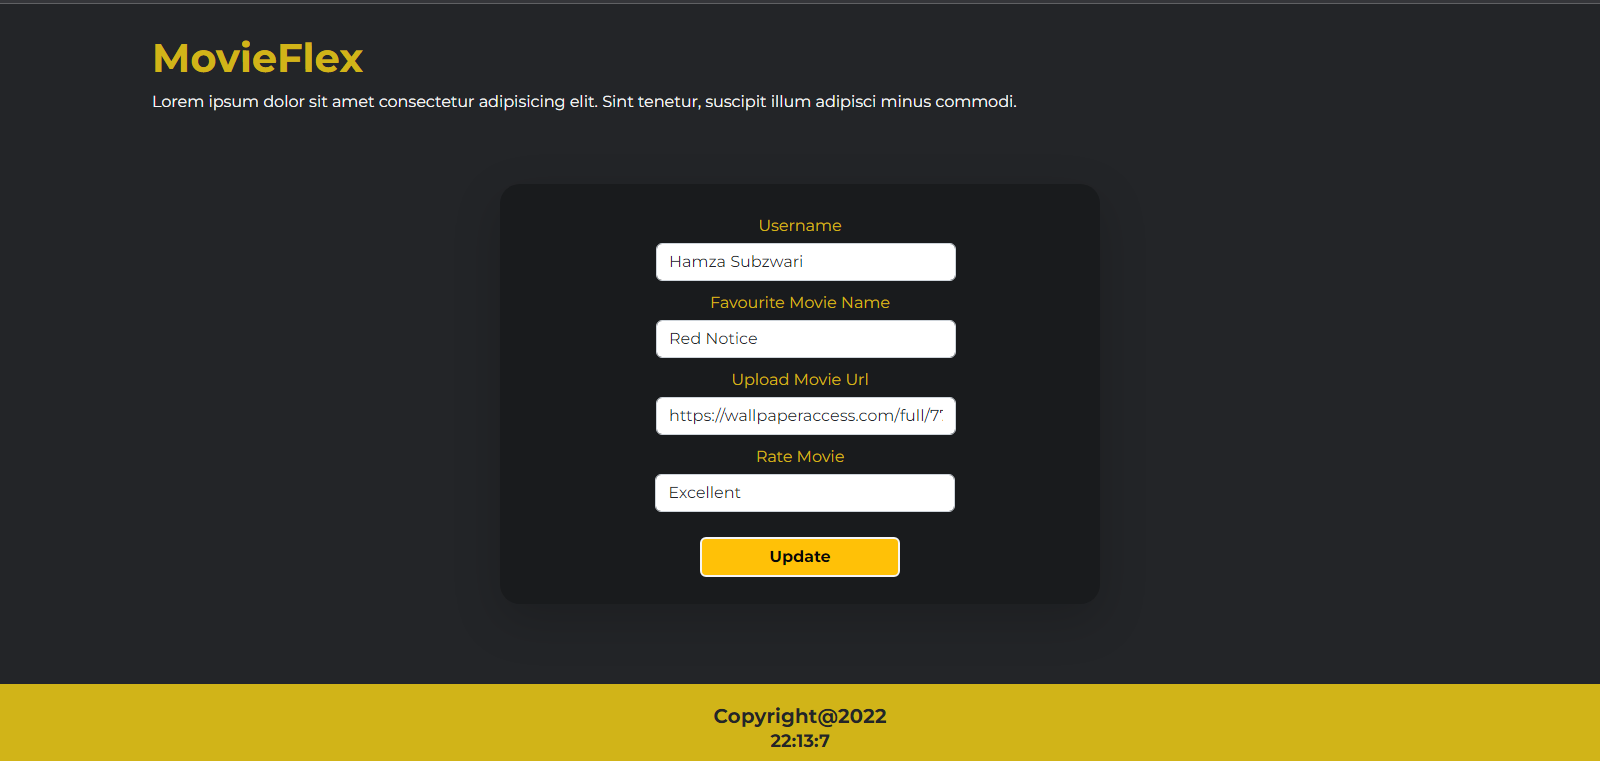 MovieFlex
Lorem ipsum dolor sit amet consectetur adipisicing elit. Sint tenetur, suscipit illum adipisci minus commodi.
Username
Hamza Subzwari
Favourite Movie Name
Red Notice
Upload Movie Url
https://wallpaperaccess.com/full/77
Rate Movie
Excellent
Update
Copyright@2022
22:13:7